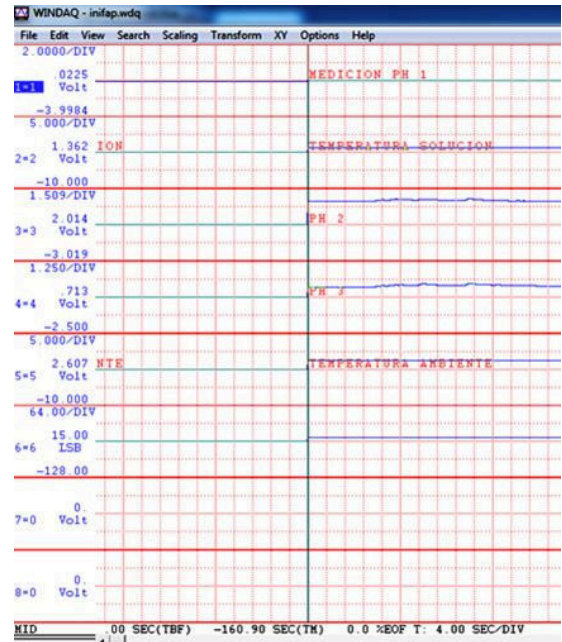 WINDAQ - inifap.wdq
File Edit View Search Scaling Transform XY Options Help
2.0000/DIV
.0225 MEDICION PH 1
1=1 Volt
-3.9984
5.000/DIV
1.362 ION TEMPERATURA SOLUCION
2=2 Volt
-10.000
1.509/DIV
2.014 PH 2
3=3 Volt
-3.019
1.250/DIV
.713 PH 3
4=4 Volt
-2.500
5.000/DIV
2.607 NTE TEMPERATURA AMBIENTE
5=5 Volt
-10.000
64.00/DIV
15.00
6=6 LSB
-128.00
0.
7=0 Volt
0.
8=0 Volt
MID .00 SEC(TBF) -160.90 SEC(TM) 0.0 %EOF T: 4.00 SEC/DIV